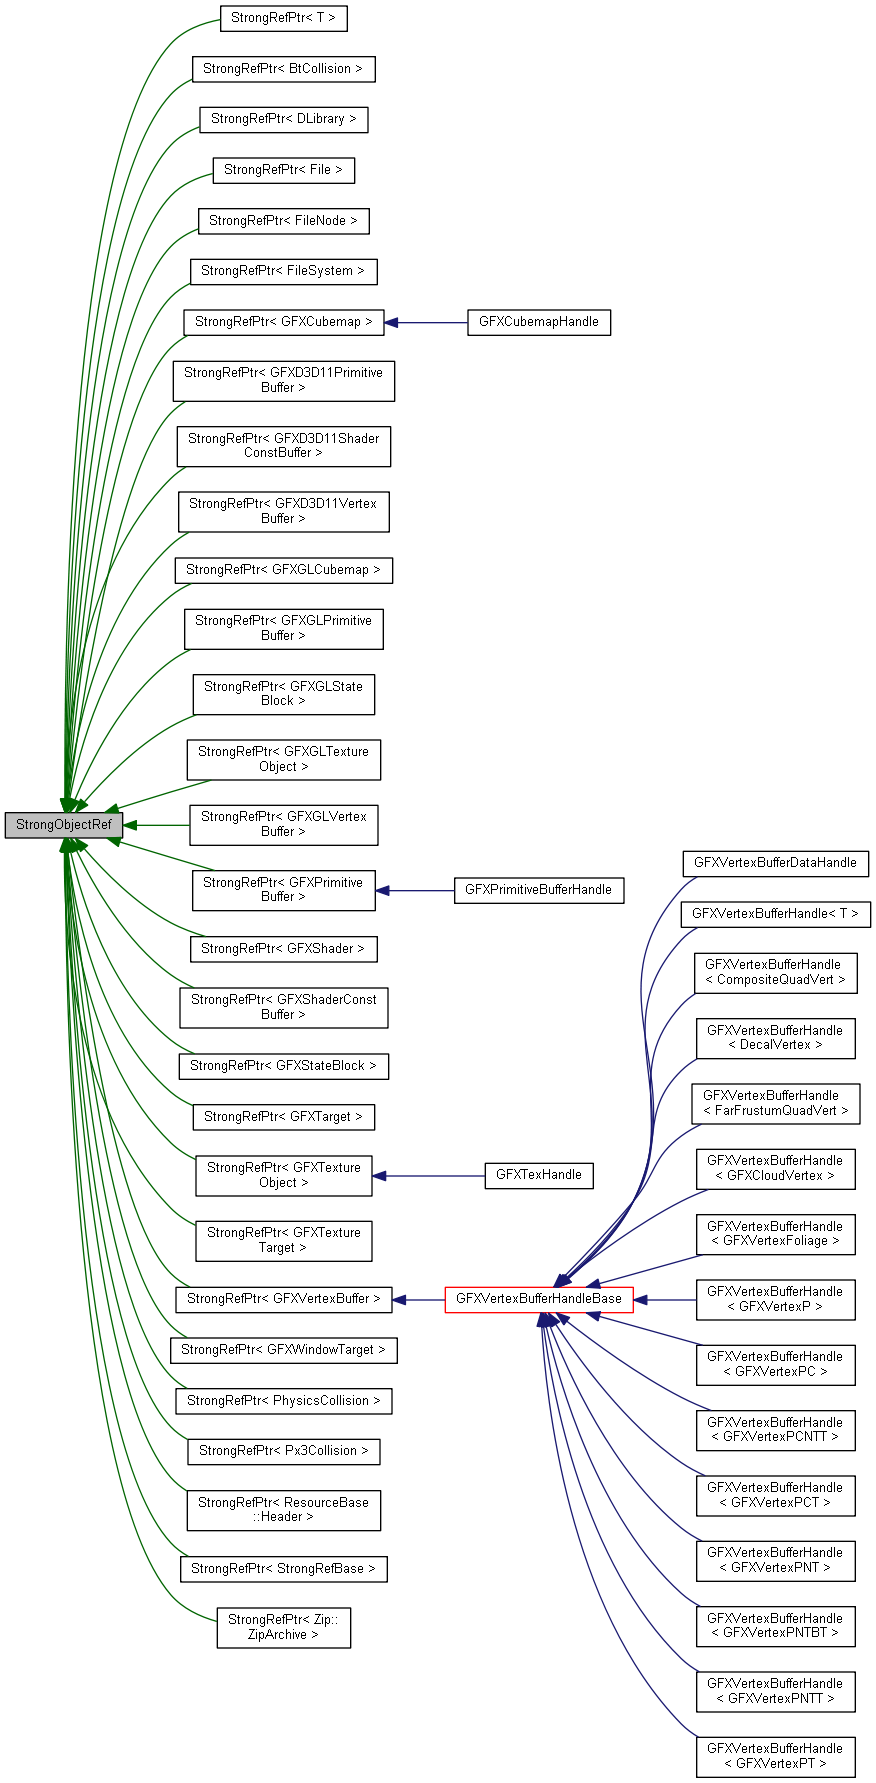 StrongRefPtr< T >
StrongRefPtr< BtCollision >
StrongRefPtr< DLibrary >
StrongRefPtr< File >
StrongRefPtr< FileNode >
StrongRefPtr< FileSystem >
StrongRefPtr< GFXCubemap >
GFXCubemapHandle
StrongRefPtr< GFXD3D11Primitive
Buffer >
StrongRefPtr< GFXD3D11Shader
ConstBuffer >
StrongRefPtr< GFXD3D11Vertex
Buffer >
StrongRefPtr< GFXGLCubemap >
StrongRefPtr< GFXGLPrimitive
Buffer >
StrongRefPtr< GFXGLState
Block >
StrongRefPtr< GFXGLTexture
Object >
StrongObjectRef
StrongRefPtr< GFXGLVertex
Buffer >
StrongRefPtr< GFXPrimitive
Buffer >
GFXPrimitiveBufferHandle
StrongRefPtr< GFXShader >
StrongRefPtr< GFXShaderConst
Buffer >
StrongRefPtr< GFXStateBlock >
StrongRefPtr< GFXTarget >
StrongRefPtr< GFXTexture
Object >
GFXTexHandle
StrongRefPtr< GFXTexture
Target >
StrongRefPtr< GFXVertexBuffer >
GFXVertexBufferHandleBase
StrongRefPtr< GFXWindowTarget >
StrongRefPtr< PhysicsCollision >
StrongRefPtr< Px3Collision >
StrongRefPtr< ResourceBase
::Header >
StrongRefPtr< StrongRefBase >
StrongRefPtr< Zip::
ZipArchive >
GFXVertexBufferDataHandle
GFXVertexBufferHandle< T >
GFXVertexBufferHandle
< CompositeQuadVert >
GFXVertexBufferHandle
< DecalVertex >
GFXVertexBufferHandle
< FarFrustumQuadVert >
GFXVertexBufferHandle
< GFXCloudVertex >
GFXVertexBufferHandle
< GFXVertexFoliage >
GFXVertexBufferHandle
< GFXVertexP >
GFXVertexBufferHandle
< GFXVertexPC >
GFXVertexBufferHandle
< GFXVertexPCNTT >
GFXVertexBufferHandle
< GFXVertexPCT >
GFXVertexBufferHandle
< GFXVertexPNT >
GFXVertexBufferHandle
< GFXVertexPNTBT >
GFXVertexBufferHandle
< GFXVertexPNTT >
GFXVertexBufferHandle
< GFXVertexPT >